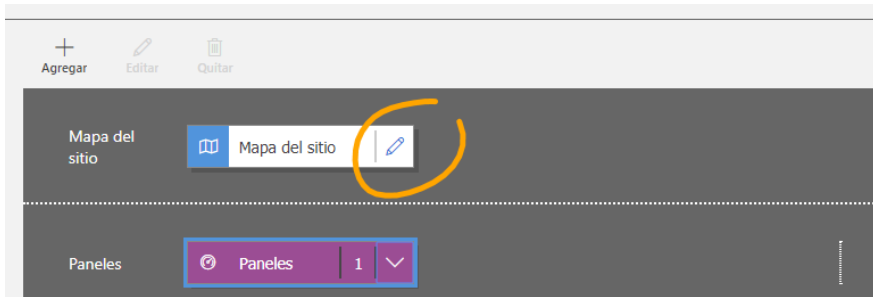 Agregar Editar Quitar
Mapa del
sitio
Mapa del sitio
Paneles Paneles 1